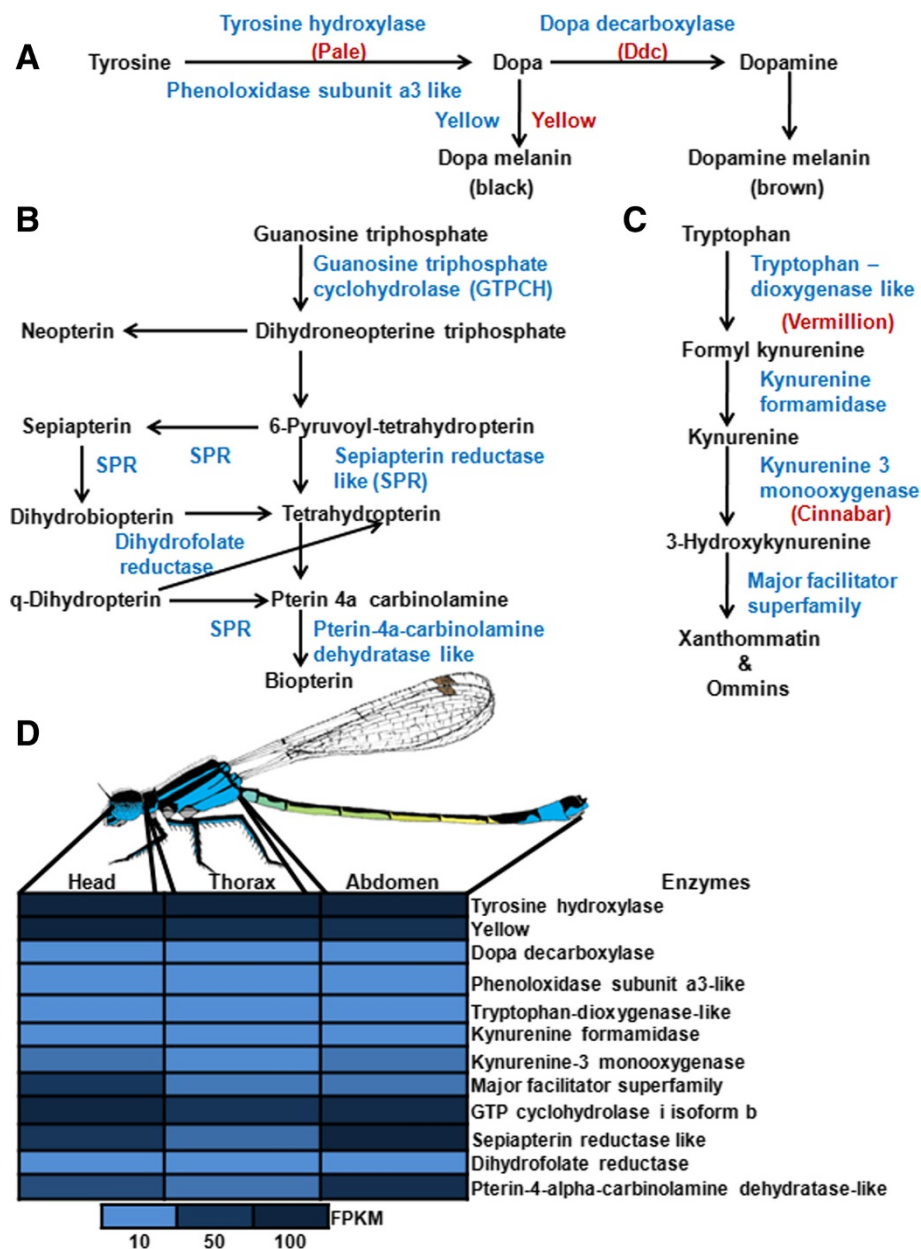 A
Tyrosine hydroxylase
(Pale)
Dopa decarboxylase
(Ddc)
Tyrosine
Dopa
Dopamine
Phenoloxidase subunit a3 like
Yellow
Yellow
Dopa melanin
(black)
Dopamine melanin
(brown)
B
Guanosine triphosphate
Guanosine triphosphate
cyclohydrolase (GTPCH)
Neopterin
Dihydroneopterine triphosphate
Sepiapterin
6-Pyruvoyl-tetrahydropterin
SPR
SPR
Sepiapterin reductase
like (SPR)
Dihydrobiopterin
Tetrahydropterin
Dihydrofolate
reductase
q-Dihydropterin
Pterin 4a carbinolamine
SPR
Pterin-4a-carbinolamine
dehydratase like
Biopterin
C
Tryptophan
Tryptophan –
dioxygenase like
(Vermillion)
Formyl kynurenine
Kynurenine
formamidase
Kynurenine
Kynurenine 3
monooxygenase
(Cinnabar)
3-Hydroxykynurenine
Major facilitator
superfamily
Xanthommatin
&
Ommins
D
Head Thorax Abdomen Enzymes
Tyrosine hydroxylase
Yellow
Dopa decarboxylase
Phenoloxidase subunit a3-like
Tryptophan-dioxygenase-like
Kynurenine formamidase
Kynurenine-3 monooxygenase
Major facilitator superfamily
GTP cyclohydrolase i isoform b
Sepiapterin reductase like
Dihydrofolate reductase
Pterin-4-alpha-carbinolamine dehydratase-like
FPKM
10 50 100